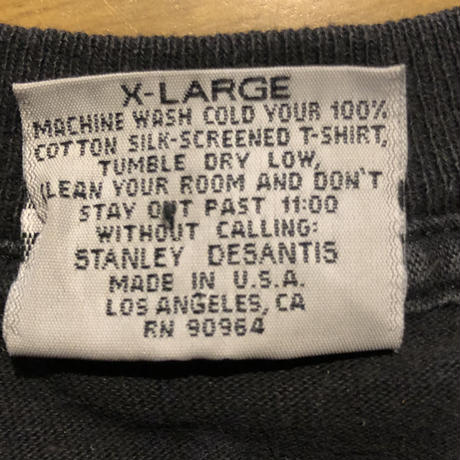 X-LARGE
MACHINE WASH COLD YOUR 100%
COTTON SILK-SCREENED T-SHIRT,
TUMBLE DRY LOW,
CLEAN YOUR ROOM AND DON'T
STAY OUT PAST 11:00
WITHOUT CALLING:
STANLEY DESANTIS
MADE IN U.S.A.
LOS ANGELES, CA
RN 90964